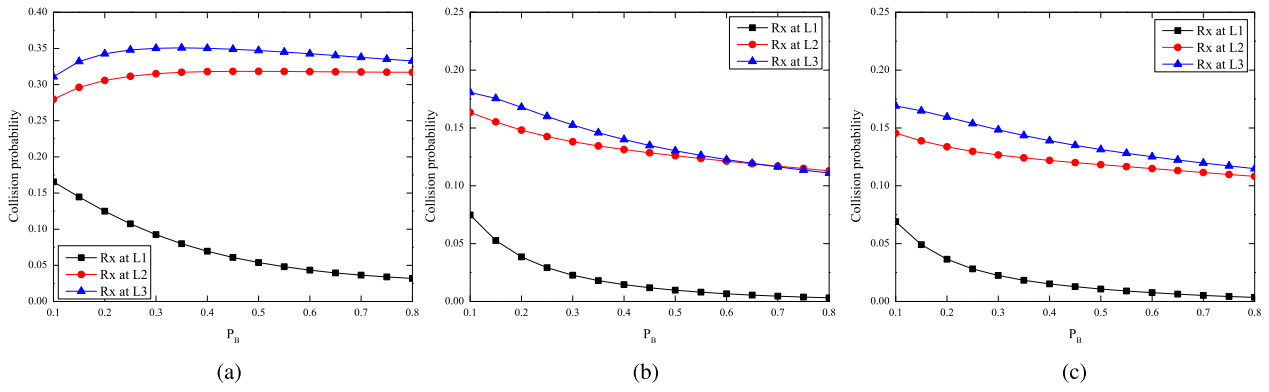 0.40
0.35
0.30
0.25
0.20
0.15
0.10
0.05
0.00
Collision probability
Rx at L1
Rx at L2
Rx at L3
0.1 0.2 0.3 0.4 0.5 0.6 0.7 0.8
P_B
(a)
0.25
0.20
0.15
0.10
0.05
0.00
Collision probability
Rx at L1
Rx at L2
Rx at L3
0.1 0.2 0.3 0.4 0.5 0.6 0.7 0.8
P_B
(b)
0.25
0.20
0.15
0.10
0.05
0.00
Collision probability
Rx at L1
Rx at L2
Rx at L3
0.1 0.2 0.3 0.4 0.5 0.6 0.7 0.8
P_B
(c)